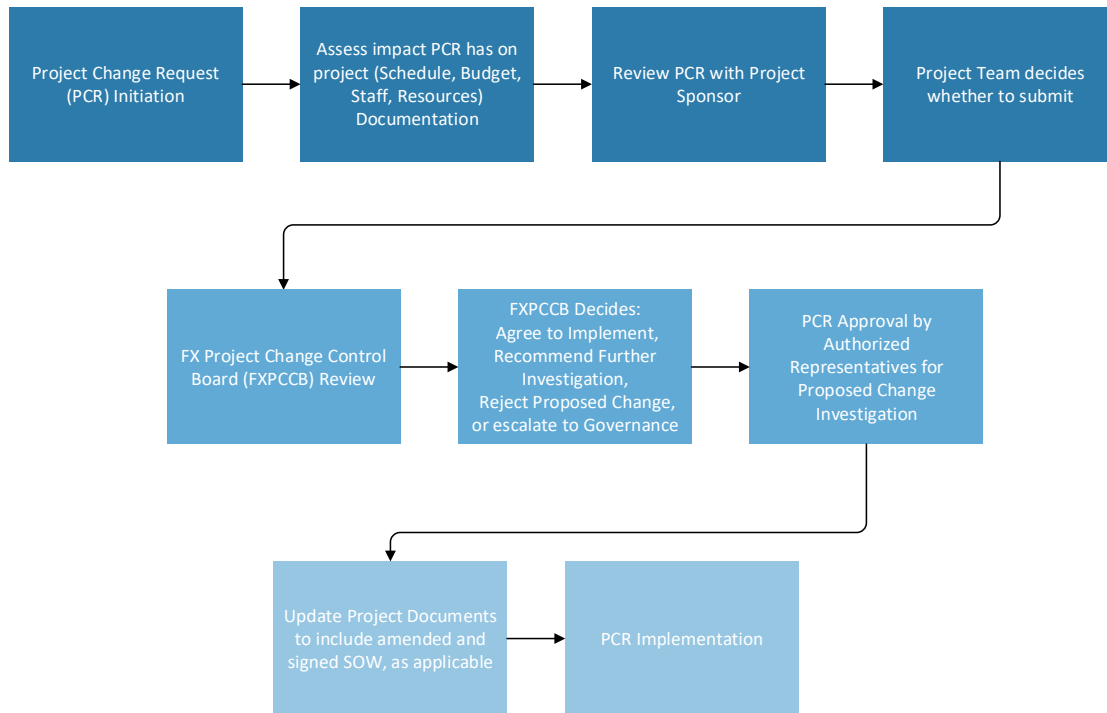 Project Change Request
(PCR) Initiation
Assess impact PCR has on
project (Schedule, Budget,
Staff, Resources)
Documentation
Review PCR with Project
Sponsor
Project Team decides
whether to submit
FX Project Change Control
Board (FXPCCB) Review
FXPCCB Decides:
Agree to Implement,
Recommend Further
Investigation,
Reject Proposed Change,
or escalate to Governance
PCR Approval by
Authorized
Representatives for
Proposed Change
Investigation
Update Project Documents
to include amended and
signed SOW, as applicable
PCR Implementation